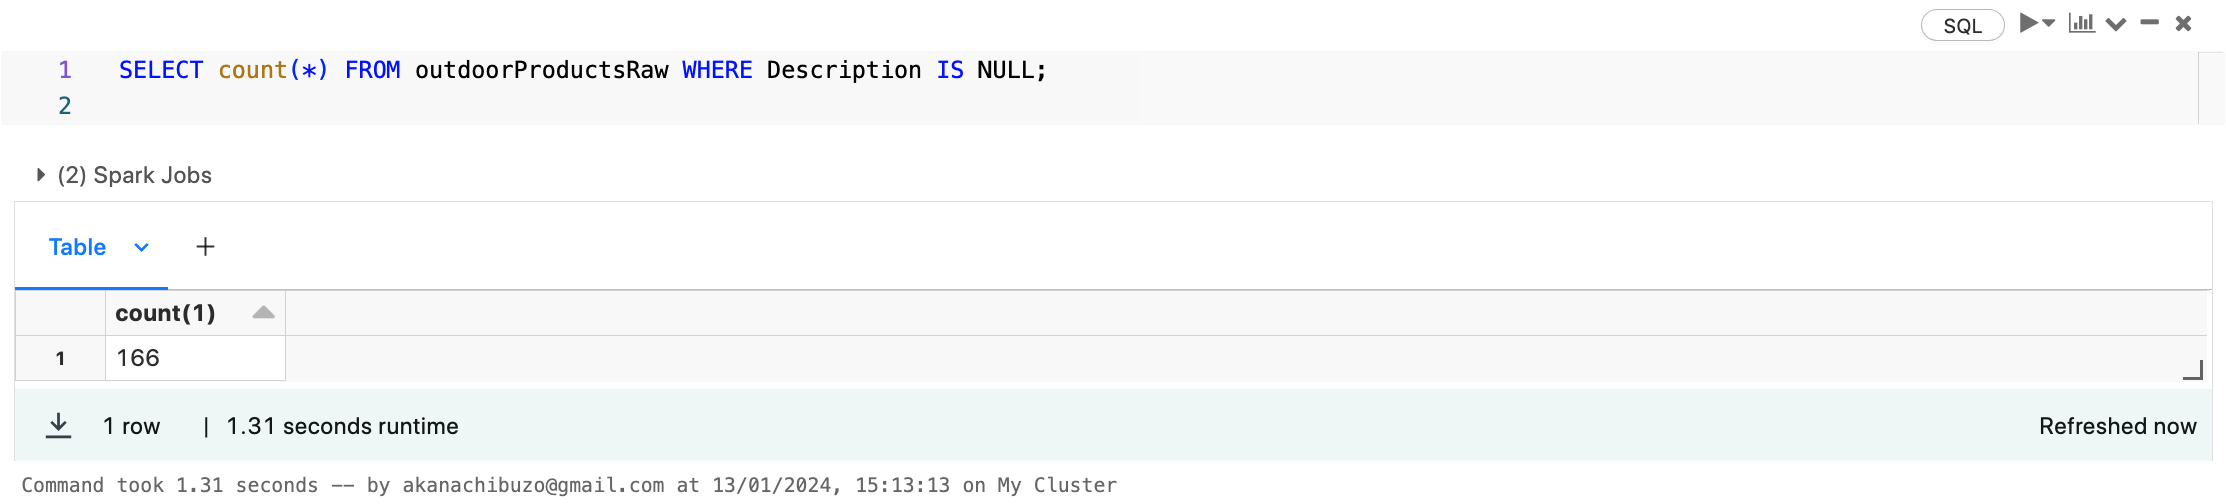 SQL
1 SELECT count(*) FROM outdoorProductsRaw WHERE Description IS NULL;
2
(2) Spark Jobs
Table +
count(1)
1 166
1 row | 1.31 seconds runtime Refreshed now
Command took 1.31 seconds -- by akanachibuzo@gmail.com at 13/01/2024, 15:13:13 on My Cluster